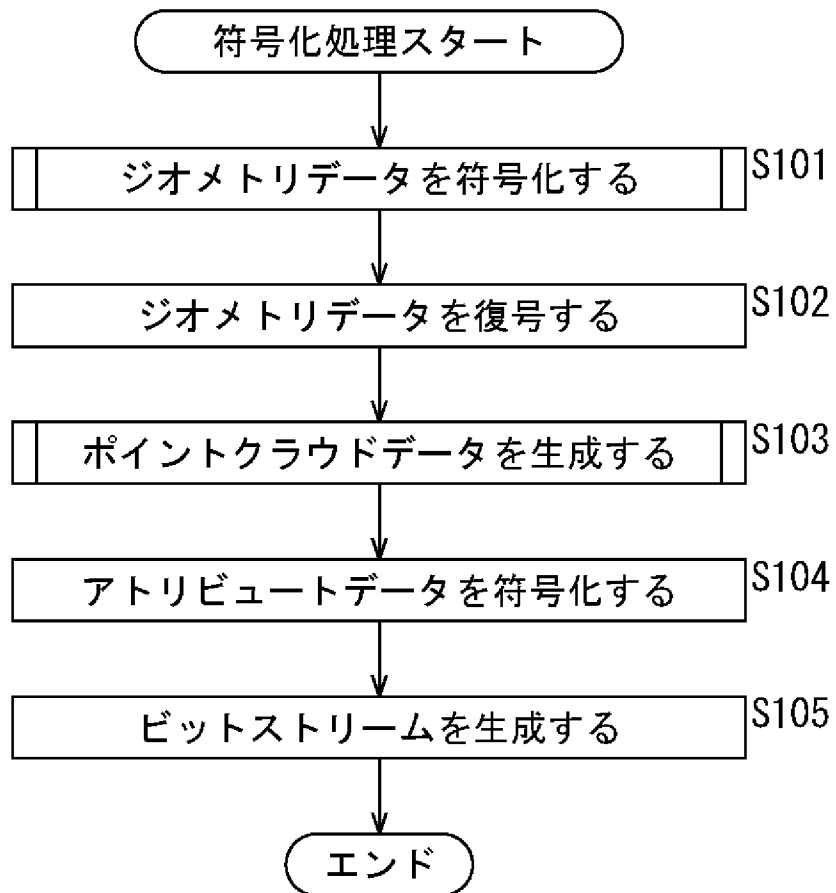 符号化処理スタート
ジオメトリデータを符号化する S101
ジオメトリデータを復号する S102
ポイントクラウドデータを生成する S103
アトリビュートデータを符号化する S104
ビットストリームを生成する S105
エンド